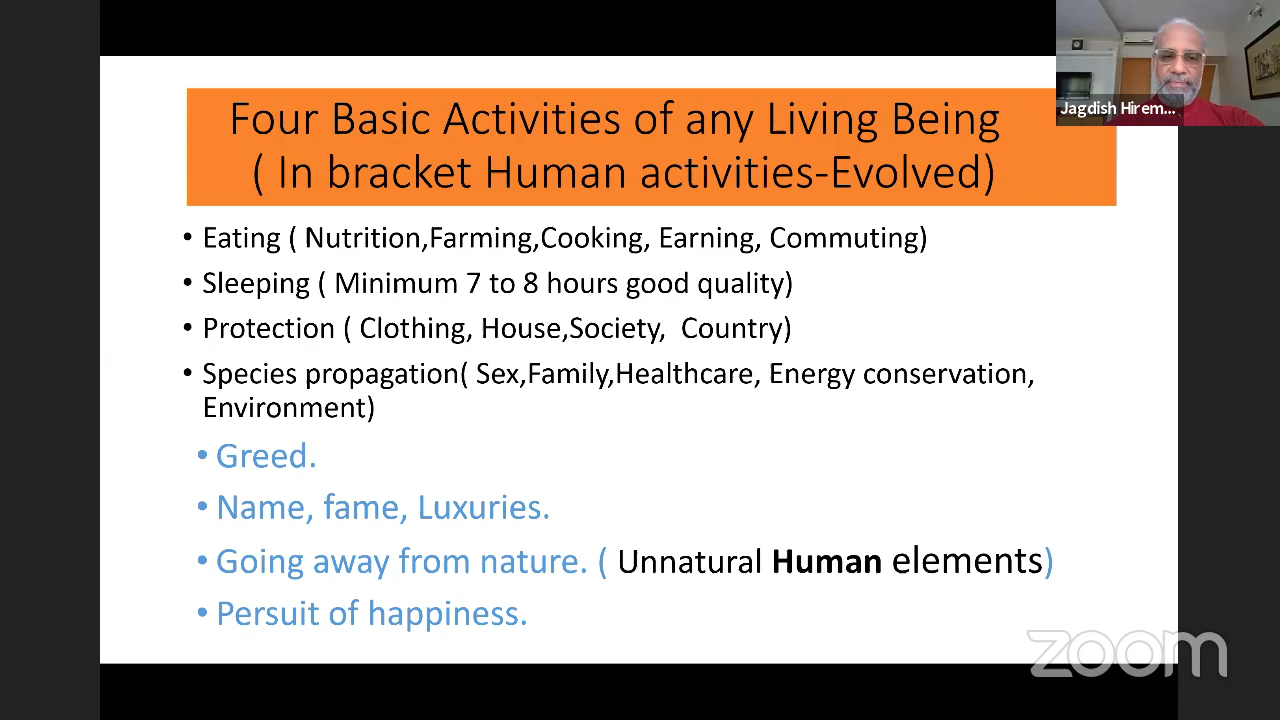 Four Basic Activities of any Living Being
( In bracket Human activities-Evolved)
Jagdish Hirem...
• Eating ( Nutrition,Farming,Cooking, Earning, Commuting)
• Sleeping ( Minimum 7 to 8 hours good quality)
• Protection ( Clothing, House,Society,  Country)
• Species propagation( Sex,Family,Healthcare, Energy conservation,
Environment)
• Greed.
• Name, fame, Luxuries.
• Going away from nature. ( Unnatural Human elements)
• Persuit of happiness.
zoom